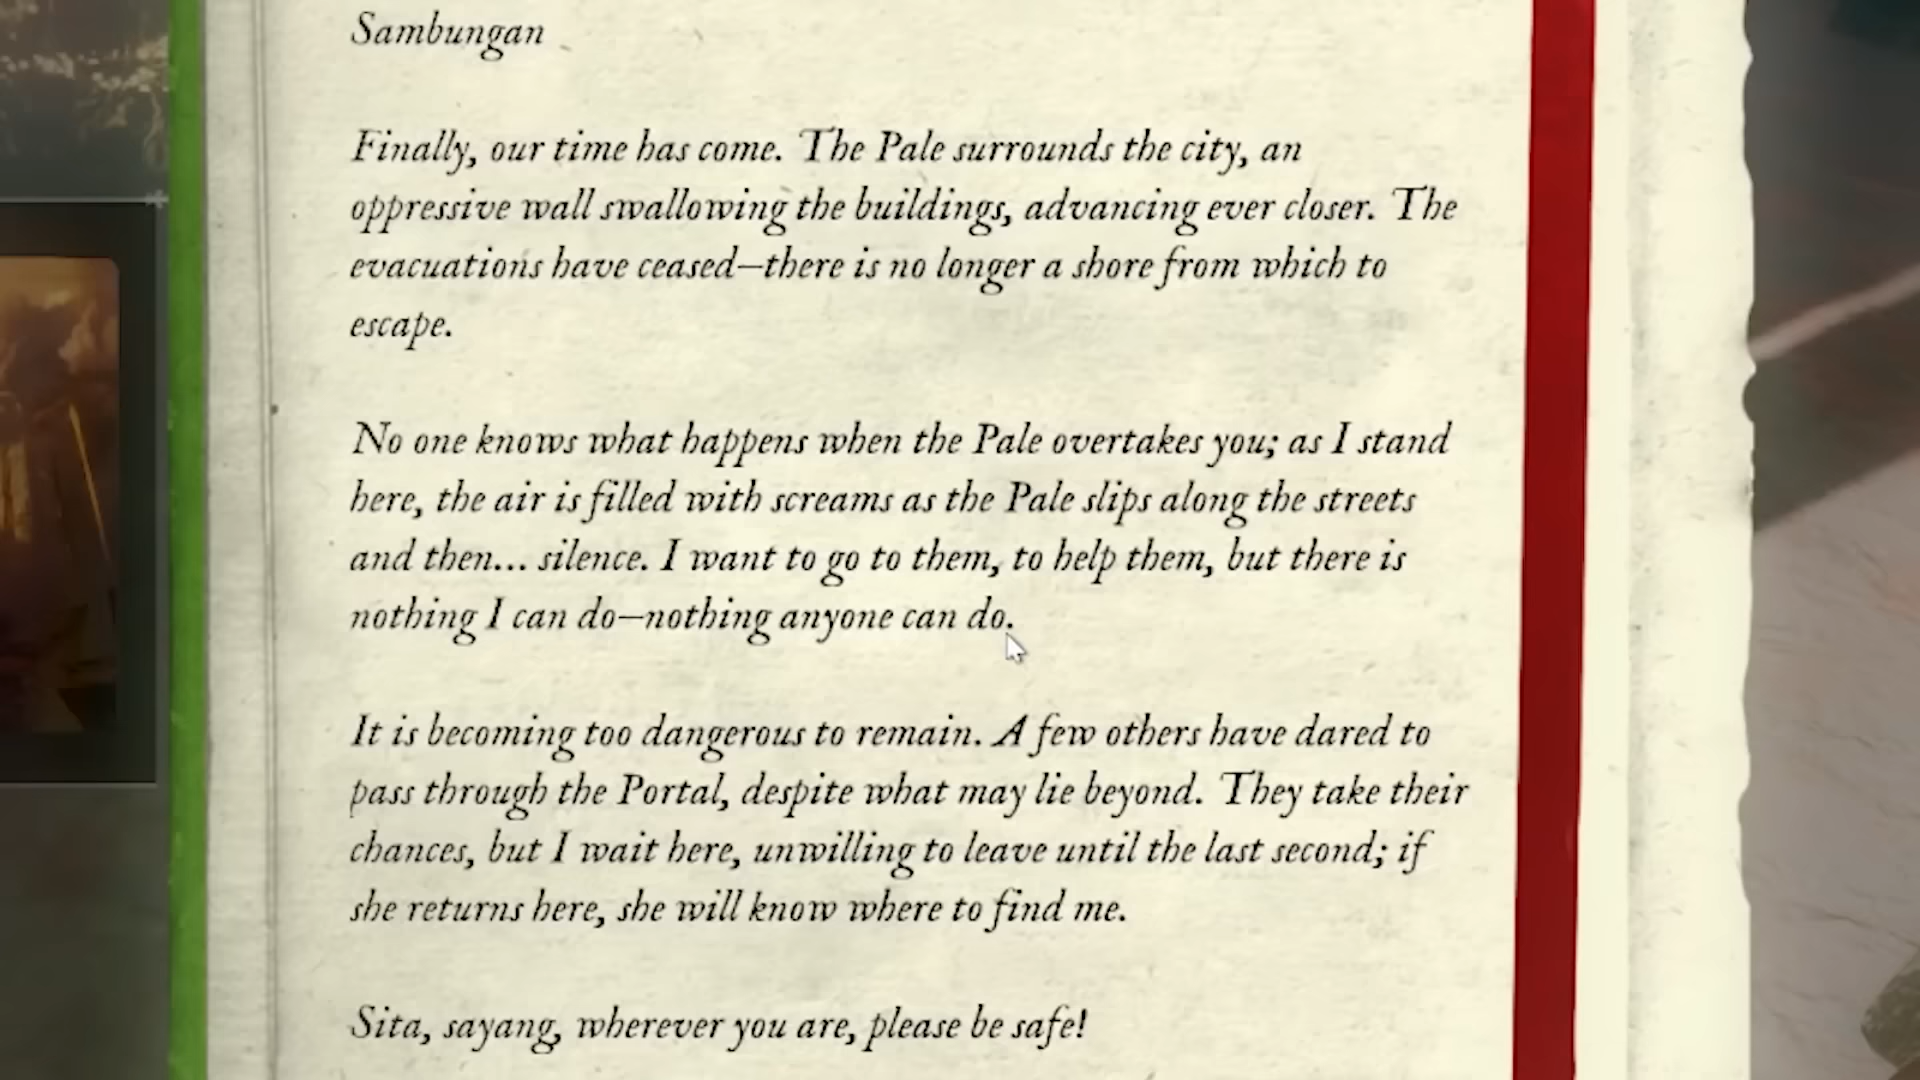 Sambungan
Finally, our time has come. The Pale surrounds the city, an
oppressive wall swallowing the buildings, advancing ever closer. The
evacuations have ceased—there is no longer a shore from which to
escape.
No one knows what happens when the Pale overtakes you; as I stand
here, the air is filled with screams as the Pale slips along the streets
and then... silence. I want to go to them, to help them, but there is
nothing I can do—nothing anyone can do.
It is becoming too dangerous to remain. A few others have dared to
pass through the Portal, despite what may lie beyond. They take their
chances, but I wait here, unwilling to leave until the last second; if
she returns here, she will know where to find me.
Sita, sayang, wherever you are, please be safe!